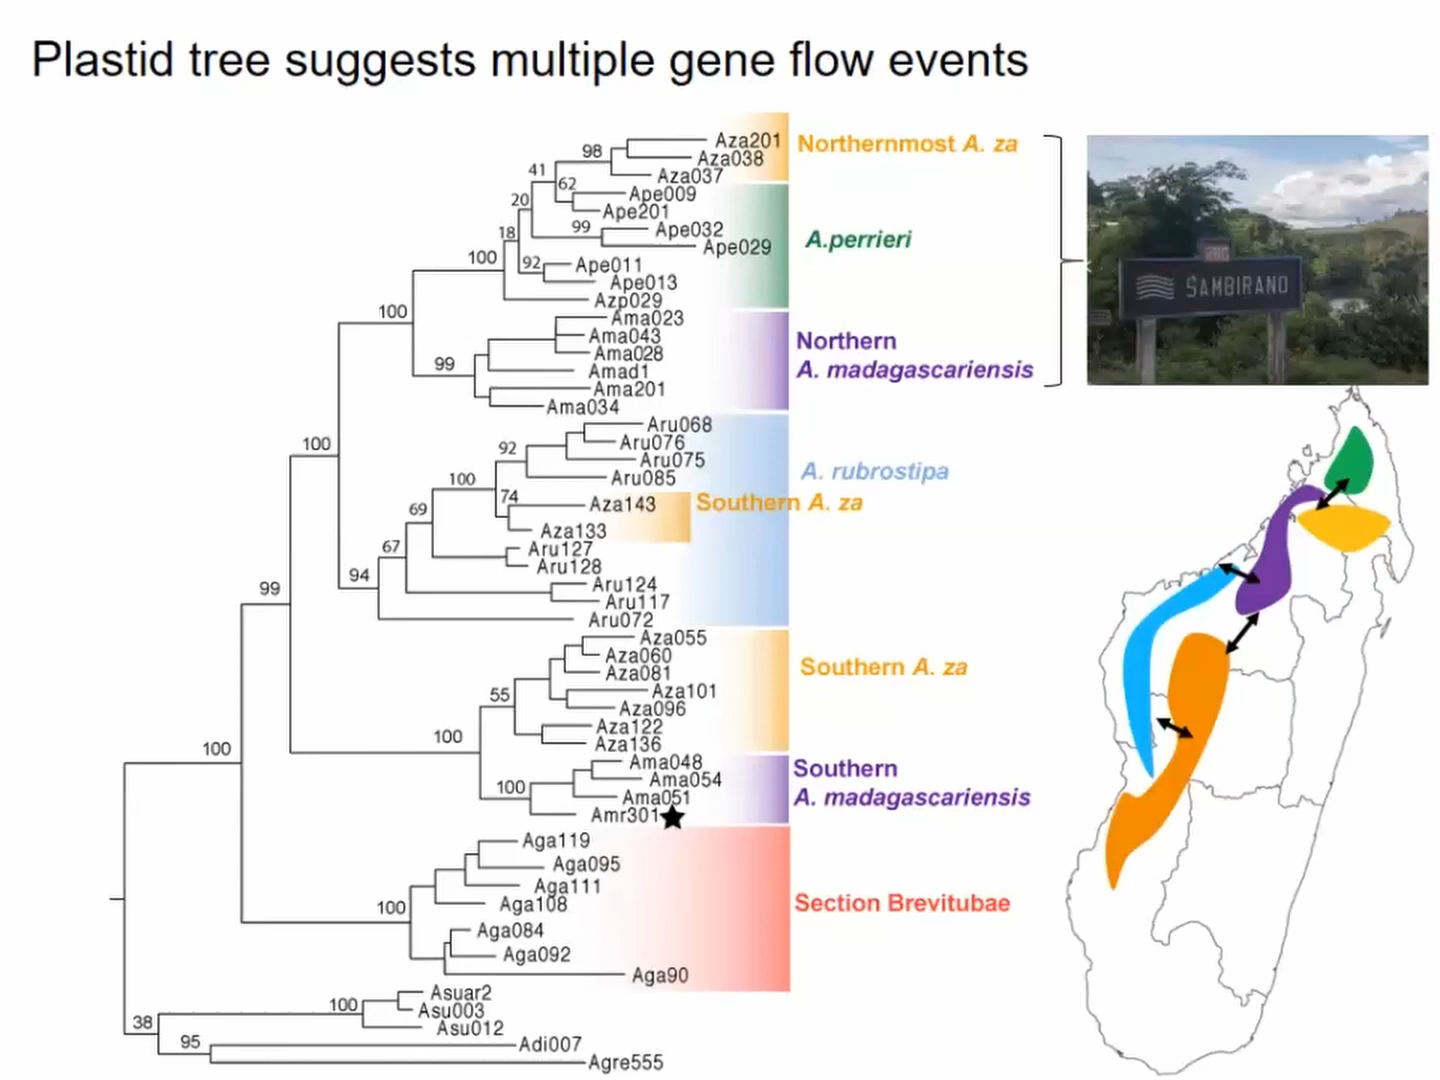 Plastid tree suggests multiple gene flow events
Aza201
98
Aza038
Northernmost A. za
41
Aza037
62
Ape009
20
Ape201
99
Ape032
18
Ape029
A.perrieri
100
92
Ape011
Ape013
Azp029
100
Ama023
Ama043
Northern
A. madagascariensis
Ama028
99
Amad1
Ama201
Ama034
SAMBIRANO
Aru068
100
92
Aru076
Aru075
A. rubrostipa
100
Aru085
74
Aza143
Southern A. za
69
Aza133
67
Aru127
Aru128
94
Aru124
99
Aru117
Aru072
Aza055
Aza060
Aza081
Southern A. za
55
Aza101
Aza096
Aza122
100
Aza136
100
Ama048
Southern
A. madagascariensis
Ama054
100
Ama051
Amr301
Aga119
Aga095
Aga111
100
Aga108
Section Brevitubae
Aga084
Aga092
Aga90
Asuar2
100
Asu003
38
Asu012
95
Adi007
Agre555